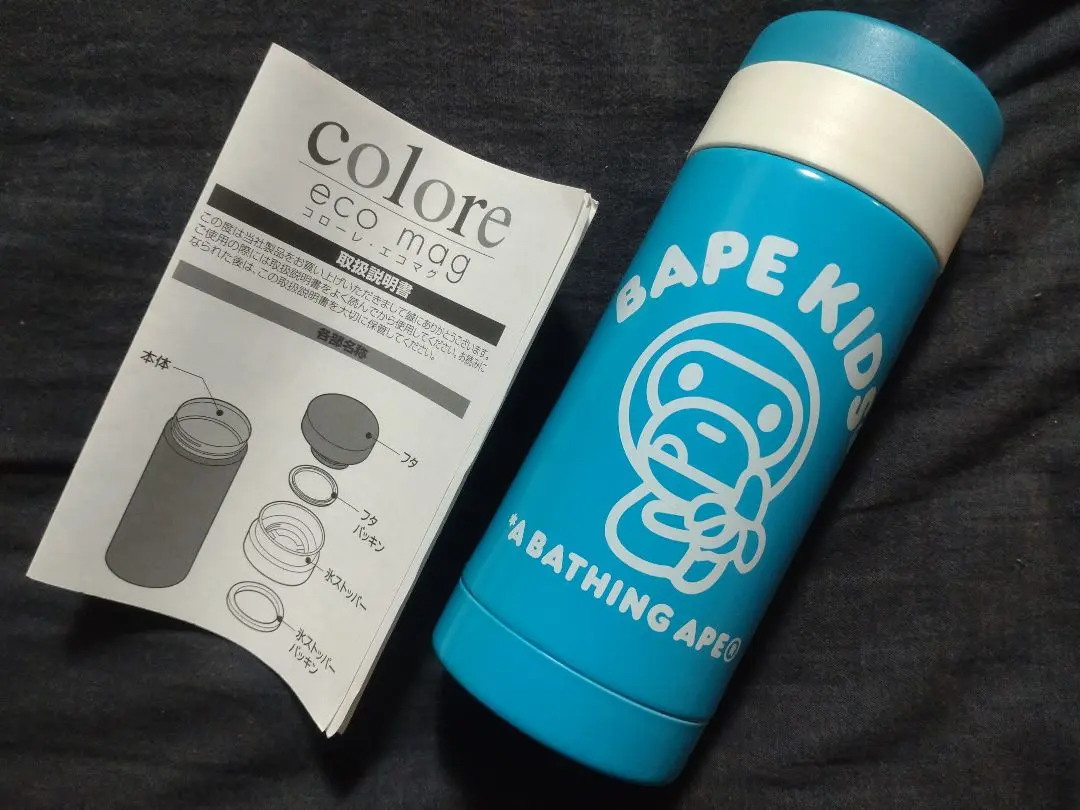 colore
eco mag
コローレ・エコマグ
取扱説明書
この度は当社製品をお買い上げいただきまして誠にありがとうございます。
ご使用の際には取扱説明書をよく読んでから使用してください。お読みに
なられた後は、この取扱説明書を大切に保管してください。
各部名称
本体
フタ
フタ
パッキン
氷ストッパー
氷ストッパー
パッキン
BAPE KIDS
*A BATHING APE®